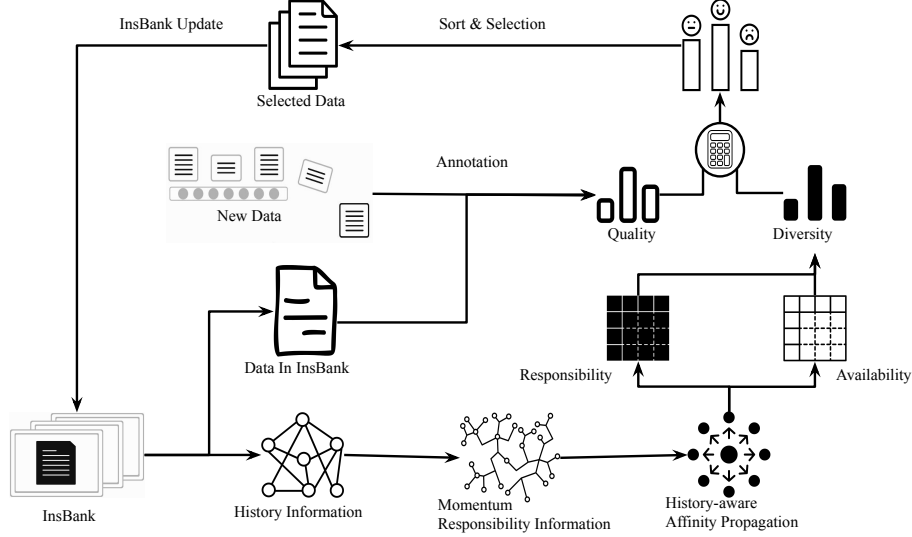 InsBank Update
Sort & Selection
Selected Data
Annotation
New Data
Quality
Diversity
Data In InsBank
Responsibility
Availability
InsBank
History Information
Momentum
Responsibility Information
History-aware
Affinity Propagation